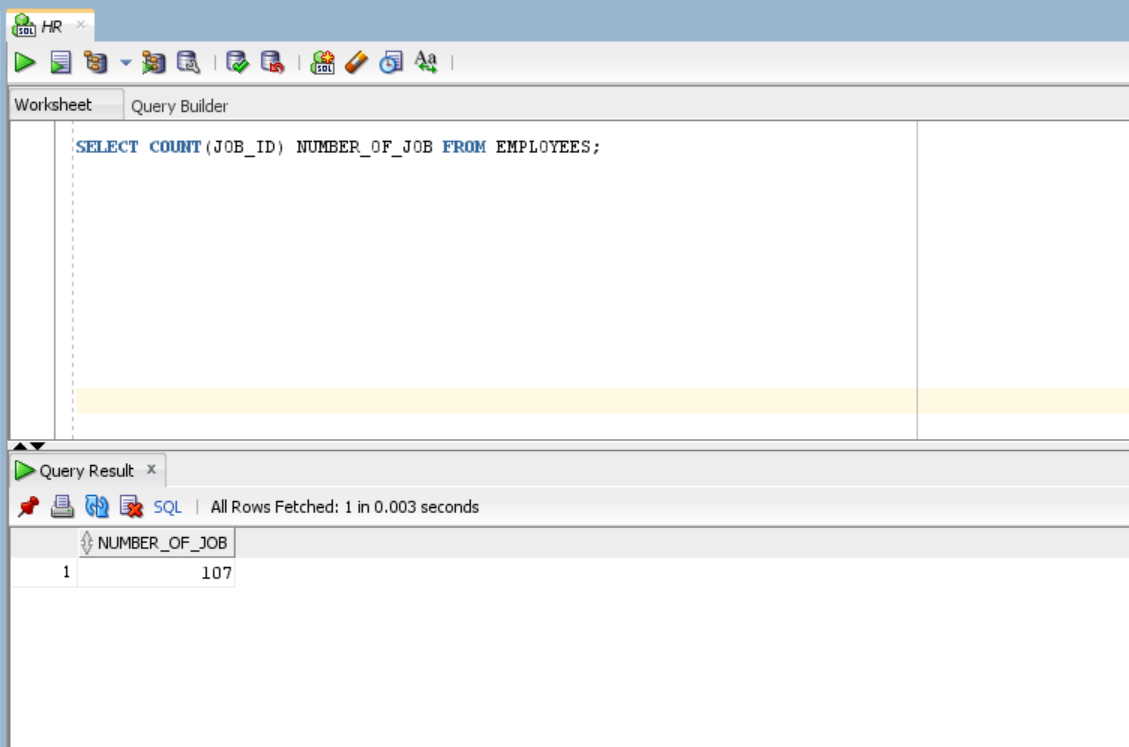 HR
Worksheet Query Builder
SELECT COUNT(JOB_ID) NUMBER_OF_JOB FROM EMPLOYEES;
Query Result x
SQL | All Rows Fetched: 1 in 0.003 seconds
NUMBER_OF_JOB
1 107